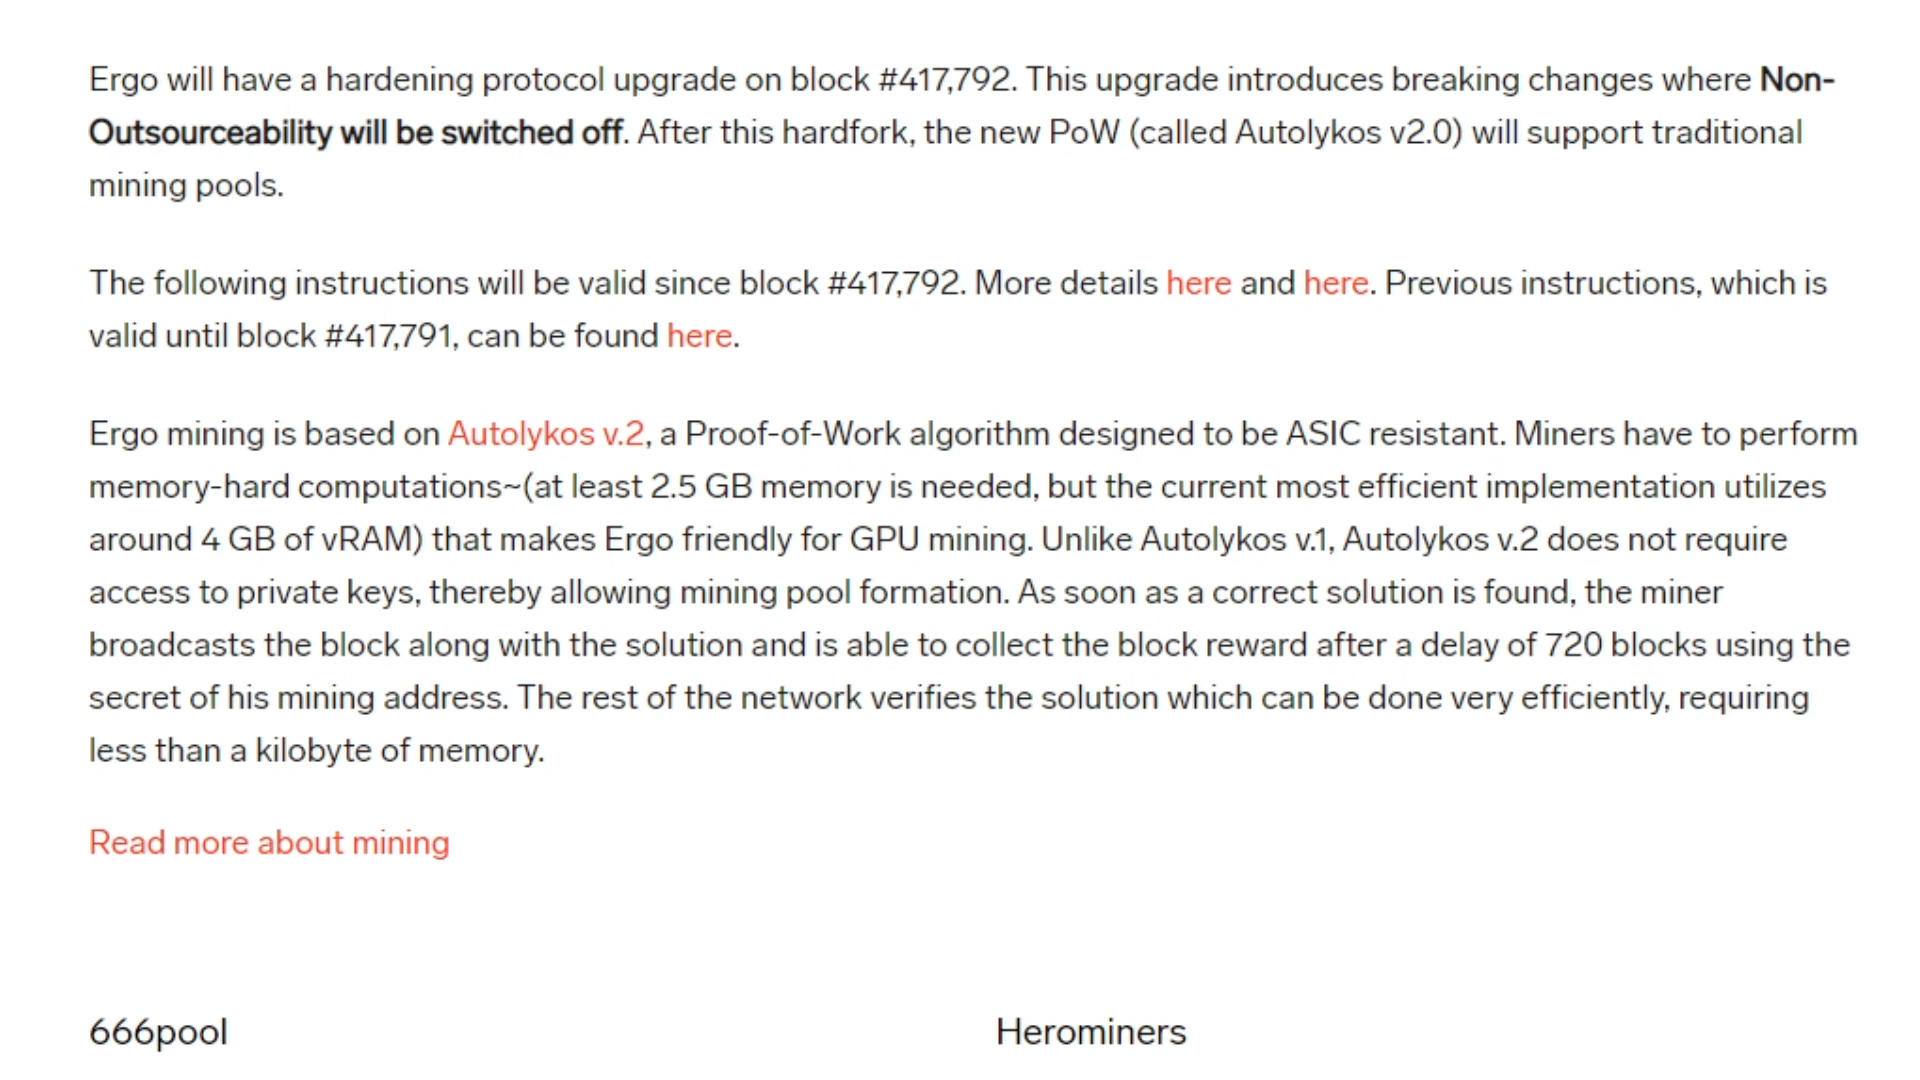 Ergo will have a hardening protocol upgrade on block #417,792. This upgrade introduces breaking changes where Non-
Outsourceability will be switched off. After this hardfork, the new PoW (called Autolykos v2.0) will support traditional
mining pools.
The following instructions will be valid since block #417,792. More details here and here. Previous instructions, which is
valid until block #417,791, can be found here.
Ergo mining is based on Autolykos v.2, a Proof-of-Work algorithm designed to be ASIC resistant. Miners have to perform
memory-hard computations~(at least 2.5 GB memory is needed, but the current most efficient implementation utilizes
around 4 GB of vRAM) that makes Ergo friendly for GPU mining. Unlike Autolykos v.1, Autolykos v.2 does not require
access to private keys, thereby allowing mining pool formation. As soon as a correct solution is found, the miner
broadcasts the block along with the solution and is able to collect the block reward after a delay of 720 blocks using the
secret of his mining address. The rest of the network verifies the solution which can be done very efficiently, requiring
less than a kilobyte of memory.
Read more about mining
666pool
Herominers